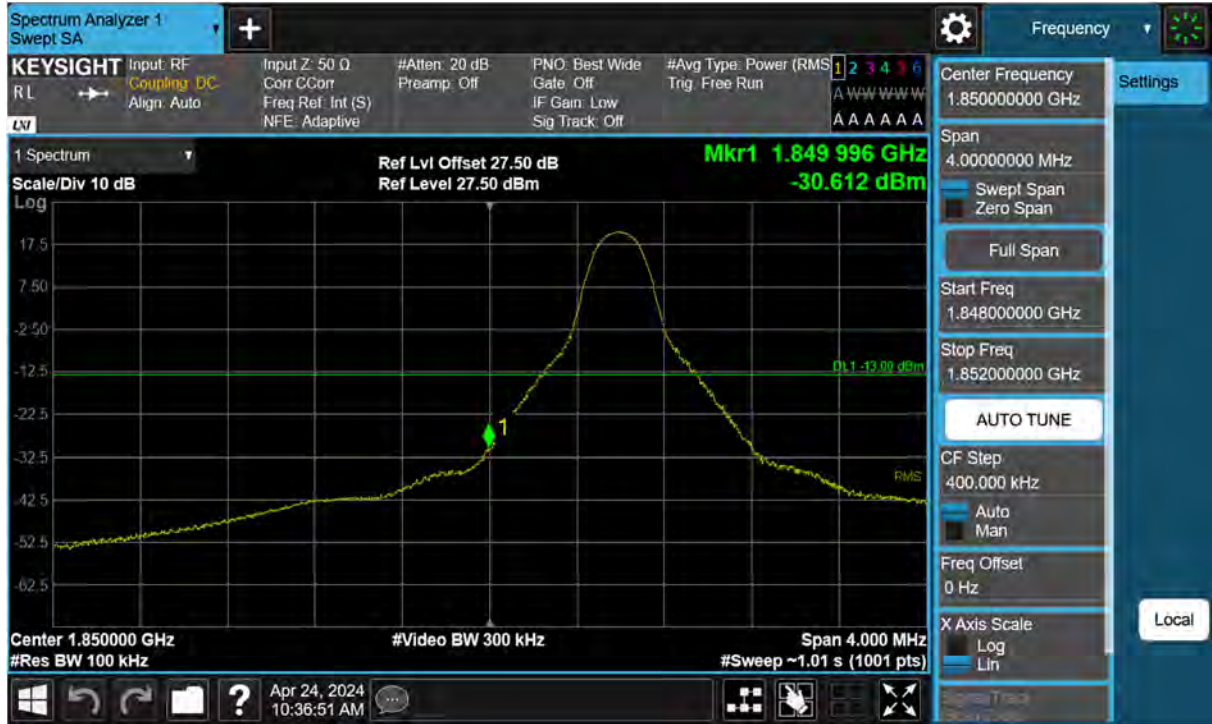 Spectrum Analyzer 1
Swept SA
+
Frequency
KEYSIGHT
Input: RF
Input Z: 50 Ω
#Atten: 20 dB
PNO: Best Wide
#Avg Type: Power (RMS
1 2 3 4 5 6
RL
Coupling: DC
Corr CCorr
Preamp: Off
Gate: Off
Trig: Free Run
A W W W W W
Align: Auto
Freq Ref: Int (S)
IF Gain: Low
LXI
NFE: Adaptive
Sig Track: Off
A A A A A A
1 Spectrum
Ref Lvl Offset 27.50 dB
Mkr1 1.849 996 GHz
Scale/Div 10 dB
Ref Level 27.50 dBm
-30.612 dBm
Log
17.5
7.50
-2.50
DL1 -13.00 dBm
-12.5
-22.5
1
-32.5
RMS
-42.5
-52.5
-62.5
Center 1.850000 GHz
#Video BW 300 kHz
Span 4.000 MHz
#Res BW 100 kHz
#Sweep ~1.01 s (1001 pts)
Center Frequency
1.850000000 GHz
Settings
Span
4.00000000 MHz
Swept Span
Zero Span
Full Span
Start Freq
1.848000000 GHz
Stop Freq
1.852000000 GHz
AUTO TUNE
CF Step
400.000 kHz
Auto
Man
Freq Offset
0 Hz
X Axis Scale
Log
Lin
Local
?
Apr 24, 2024
10:36:51 AM